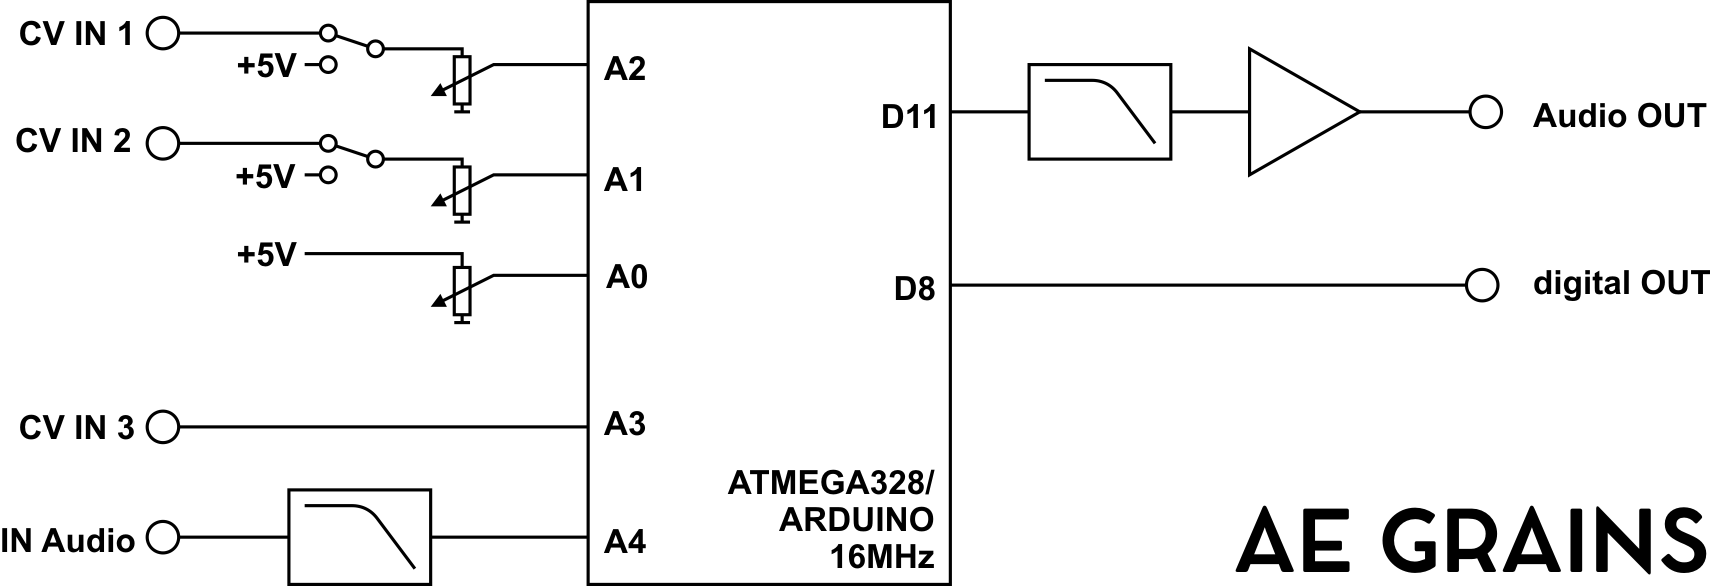 CV IN 1
+5V
A2
CV IN 2
+5V
A1
+5V
A0
CV IN 3
A3
IN Audio
A4
D11
Audio OUT
D8
digital OUT
ATMEGA328/
ARDUINO
16MHz
AE GRAINS